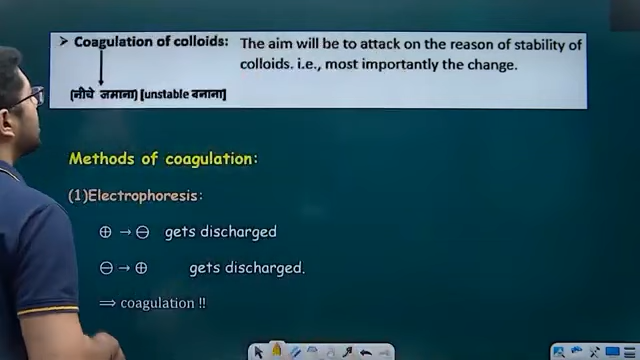 ➤ Coagulation of colloids: The aim will be to attack on the reason of stability of
colloids. i.e., most importantly the change.
(नीचे जमाना) [unstable बनाना]
Methods of coagulation:
(1)Electrophoresis:
⊕ → ⊖ gets discharged
⊖ → ⊕ gets discharged.
⟹ coagulation !!